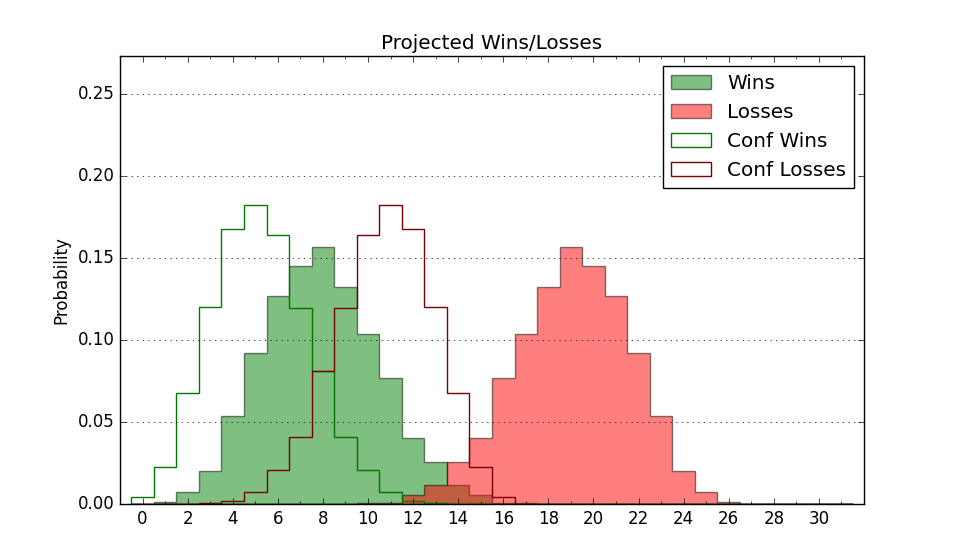 Projected Wins/Losses
0.25
0.20
0.15
0.10
0.05
0.00
Probability
Wins
Losses
Conf Wins
Conf Losses
0 2 4 6 8 10 12 14 16 18 20 22 24 26 28 30